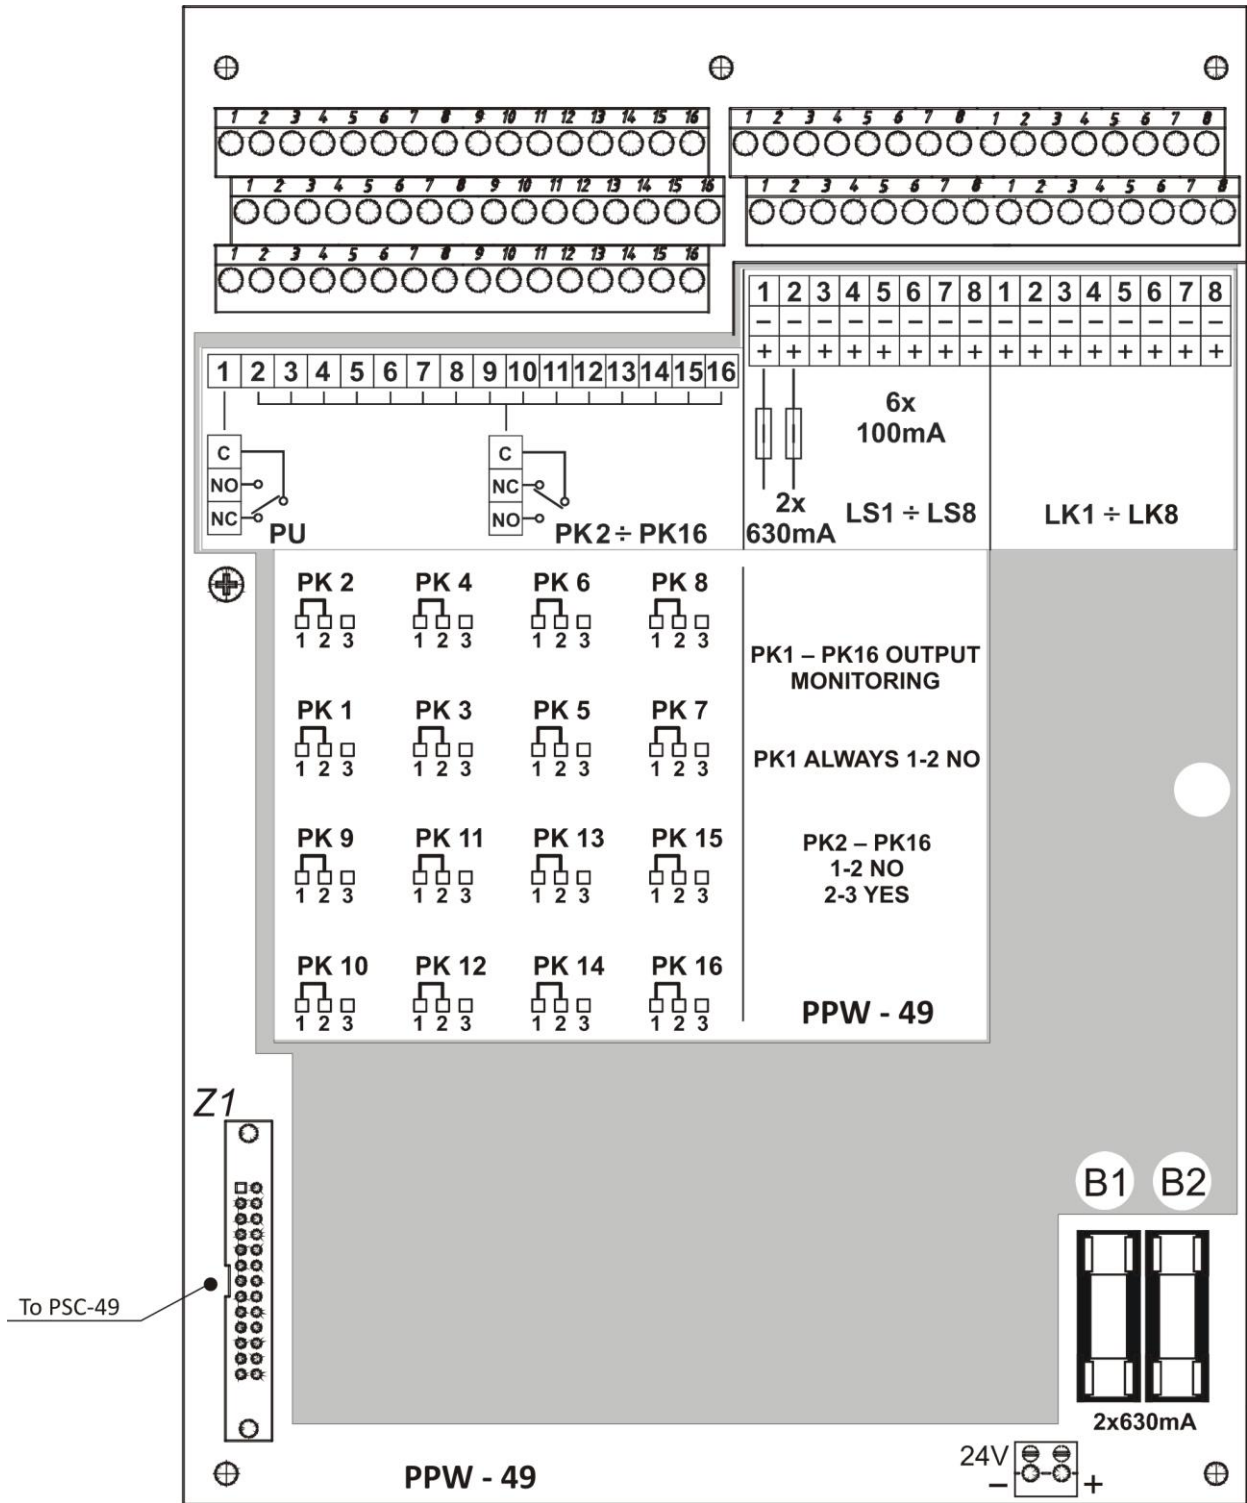 1 2 3 4 5 6 7 8 9 10 11 12 13 14 15 16
1 2 3 4 5 6 7 8 1 2 3 4 5 6 7 8
1 2 3 4 5 6 7 8 9 10 11 12 13 14 15 16
1 2 3 4 5 6 7 8 1 2 3 4 5 6 7 8
1 2 3 4 5 6 7 8 9 10 11 12 13 14 15 16
1 2 3 4 5 6 7 8 1 2 3 4 5 6 7 8
– – – – – – – – – – – – – – – –
+ + + + + + + + + + + + + + + +
1 2 3 4 5 6 7 8 9 10 11 12 13 14 15 16
C
NO
NC
PU
C
NC
NO
PK2 ÷ PK16
6x
100mA
2x
630mA
LS1 ÷ LS8
LK1 ÷ LK8
PK 2 PK 4 PK 6 PK 8
1 2 3 1 2 3 1 2 3 1 2 3
PK 1 PK 3 PK 5 PK 7
1 2 3 1 2 3 1 2 3 1 2 3
PK 9 PK 11 PK 13 PK 15
1 2 3 1 2 3 1 2 3 1 2 3
PK 10 PK 12 PK 14 PK 16
1 2 3 1 2 3 1 2 3 1 2 3
PK1 – PK16 OUTPUT
MONITORING
PK1 ALWAYS 1-2 NO
PK2 – PK16
1-2 NO
2-3 YES
PPW - 49
Z1
To PSC-49
B1 B2
2x630mA
24V
– +
PPW - 49